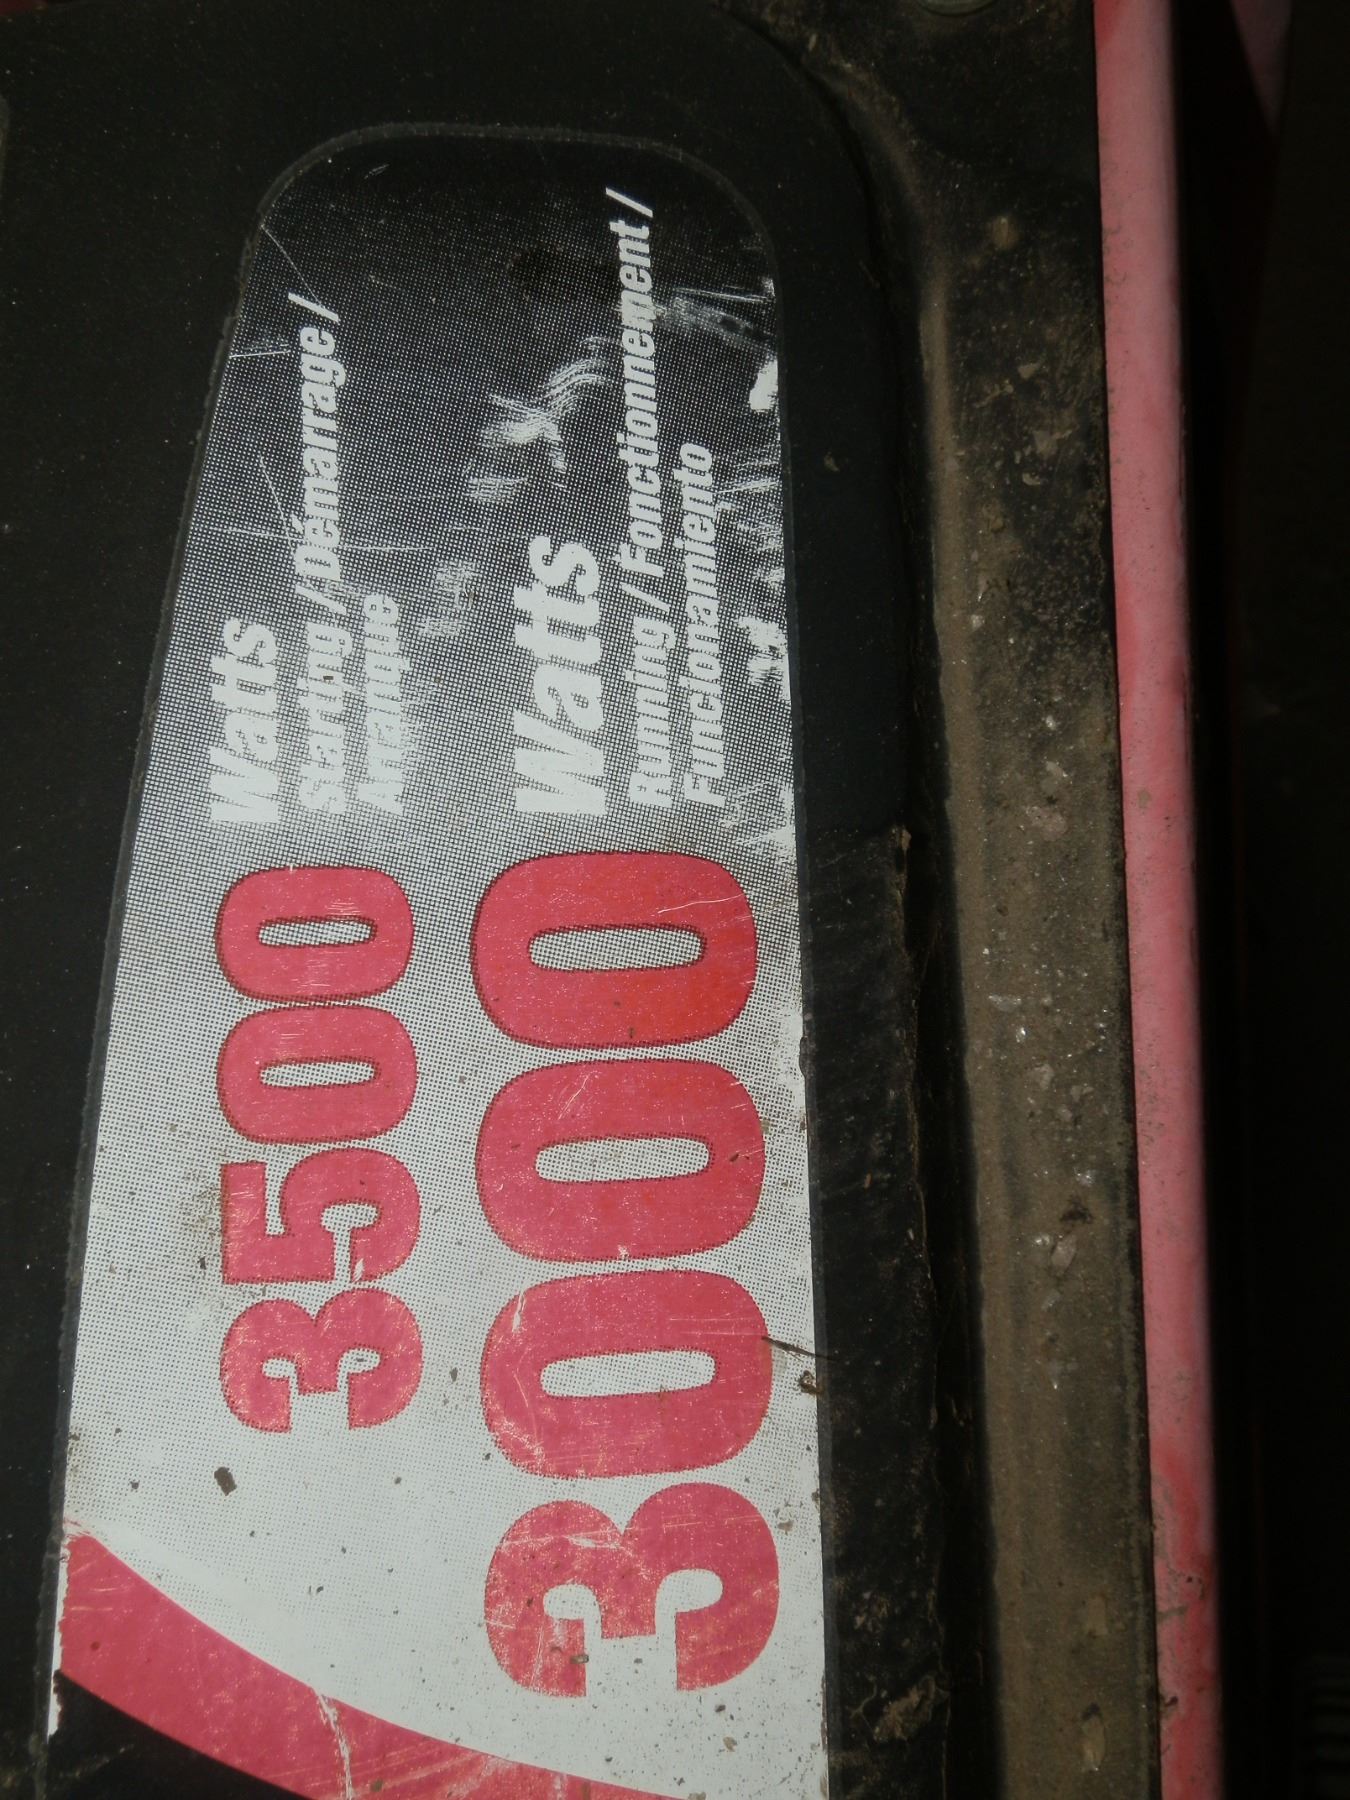 3500 Watts
Starting / Démarrage /
Arranque
3000 Watts
Running / Fonctionnement /
Funcionamiento